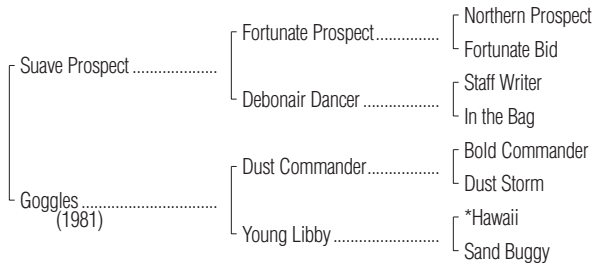 Northern Prospect
Fortunate Prospect...............
Fortunate Bid
Suave Prospect ....................
Staff Writer
Debonair Dancer ..................
In the Bag
Bold Commander
Dust Commander.................
Dust Storm
Goggles................................
(1981)
*Hawaii
Young Libby .........................
Sand Buggy